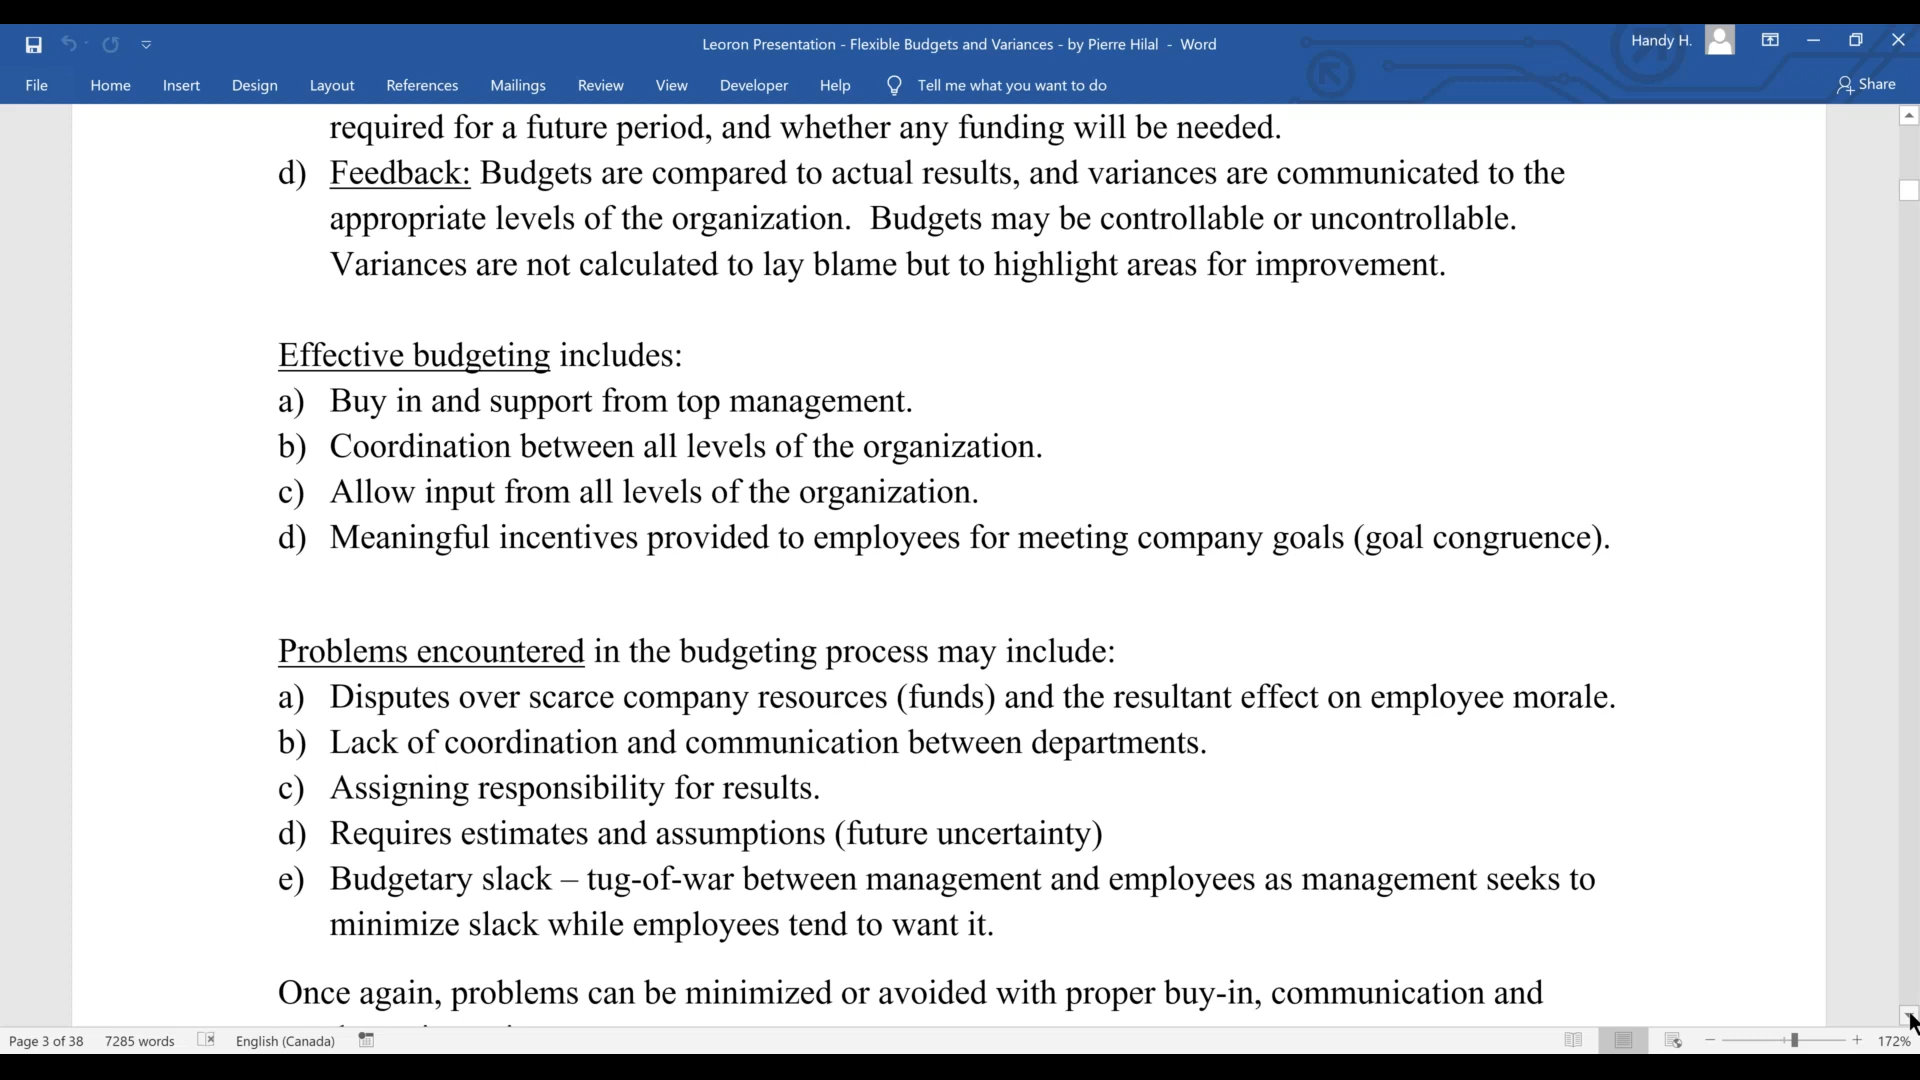 Leoron Presentation - Flexible Budgets and Variances - by Pierre Hilal - Word
Handy H.
File Home Insert Design Layout References Mailings Review View Developer Help Tell me what you want to do Share
required for a future period, and whether any funding will be needed.
d) Feedback: Budgets are compared to actual results, and variances are communicated to the
appropriate levels of the organization. Budgets may be controllable or uncontrollable.
Variances are not calculated to lay blame but to highlight areas for improvement.
Effective budgeting includes:
a) Buy in and support from top management.
b) Coordination between all levels of the organization.
c) Allow input from all levels of the organization.
d) Meaningful incentives provided to employees for meeting company goals (goal congruence).
Problems encountered in the budgeting process may include:
a) Disputes over scarce company resources (funds) and the resultant effect on employee morale.
b) Lack of coordination and communication between departments.
c) Assigning responsibility for results.
d) Requires estimates and assumptions (future uncertainty)
e) Budgetary slack – tug-of-war between management and employees as management seeks to
minimize slack while employees tend to want it.
Once again, problems can be minimized or avoided with proper buy-in, communication and
Page 3 of 38 7285 words English (Canada) 172%